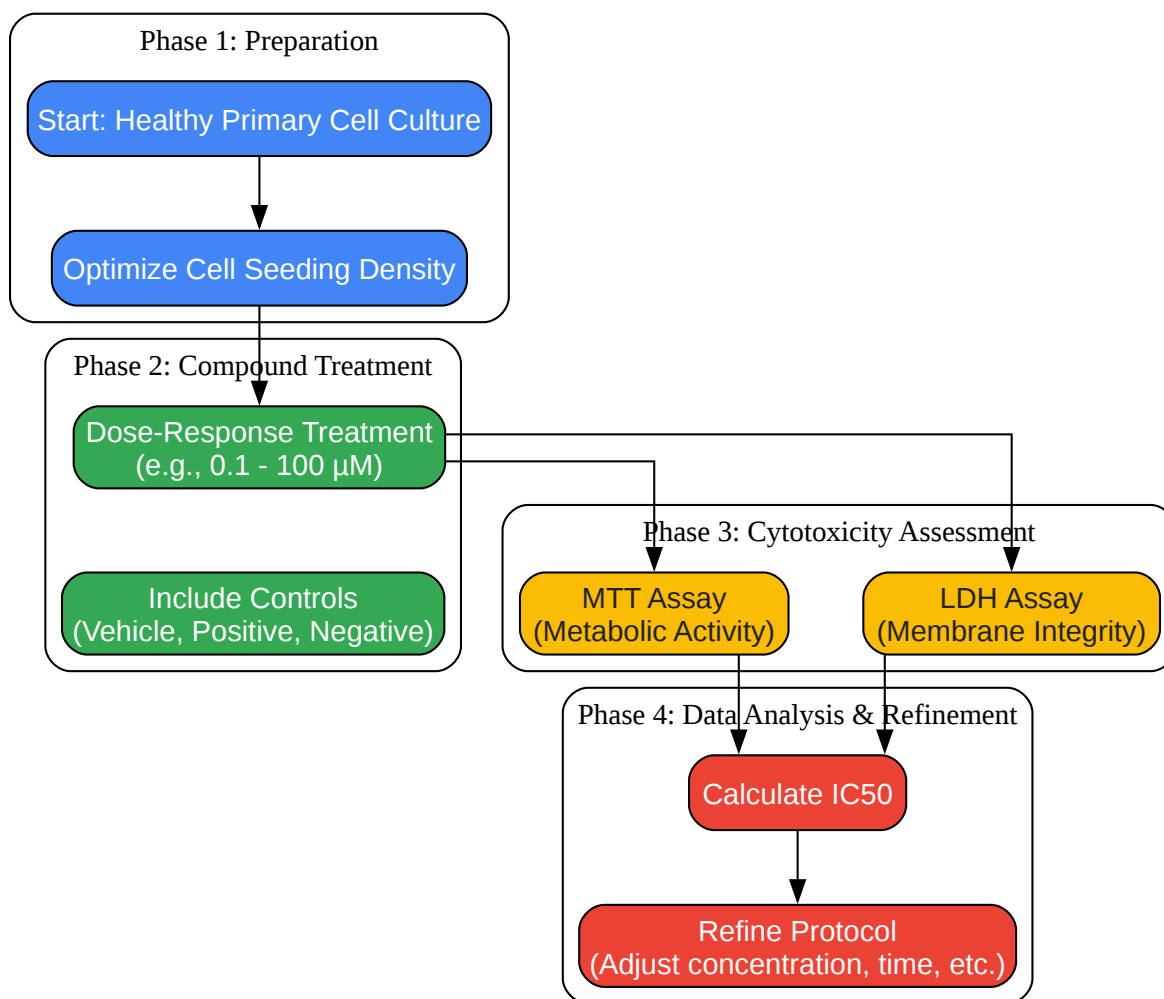 Phase 1: Preparation
Start: Healthy Primary Cell Culture
Optimize Cell Seeding Density
Phase 2: Compound Treatment
Dose-Response Treatment
(e.g., 0.1 - 100 µM)
Include Controls
(Vehicle, Positive, Negative)
Phase 3: Cytotoxicity Assessment
MTT Assay
(Metabolic Activity)
LDH Assay
(Membrane Integrity)
Phase 4: Data Analysis & Refinement
Calculate IC50
Refine Protocol
(Adjust concentration, time, etc.)